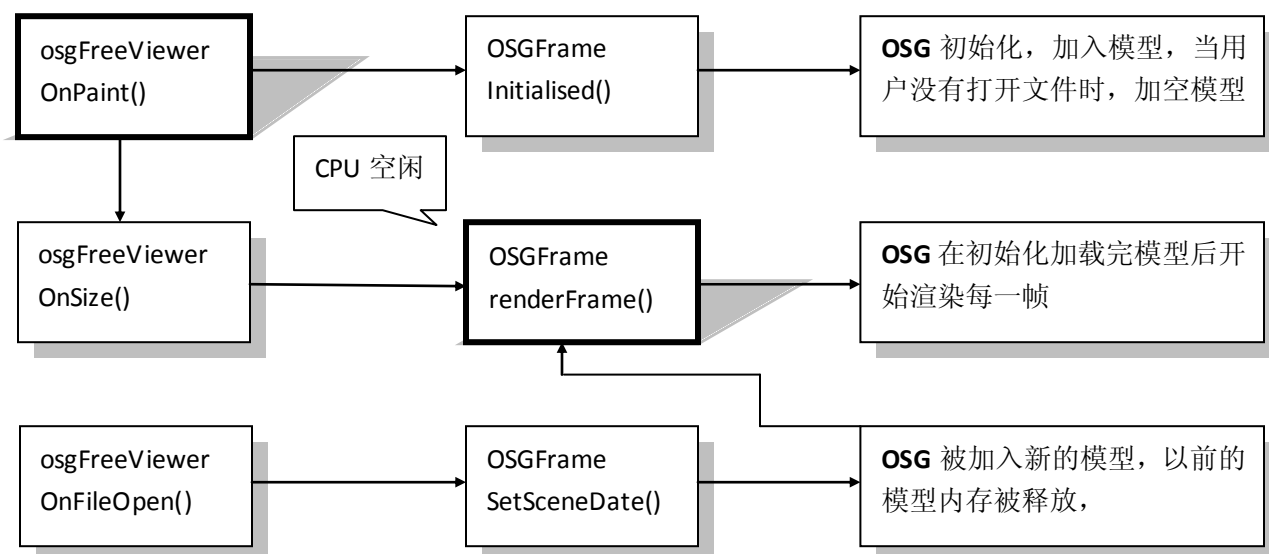 osgFreeViewer
OnPaint()
OSGFrame
Initialised()
OSG 初始化，加入模型，当用
户没有打开文件时，加空模型
CPU 空闲
osgFreeViewer
OnSize()
OSGFrame
renderFrame()
OSG 在初始化加载完模型后开
始渲染每一帧
osgFreeViewer
OnFileOpen()
OSGFrame
SetSceneDate()
OSG 被加入新的模型，以前的
模型内存被释放，